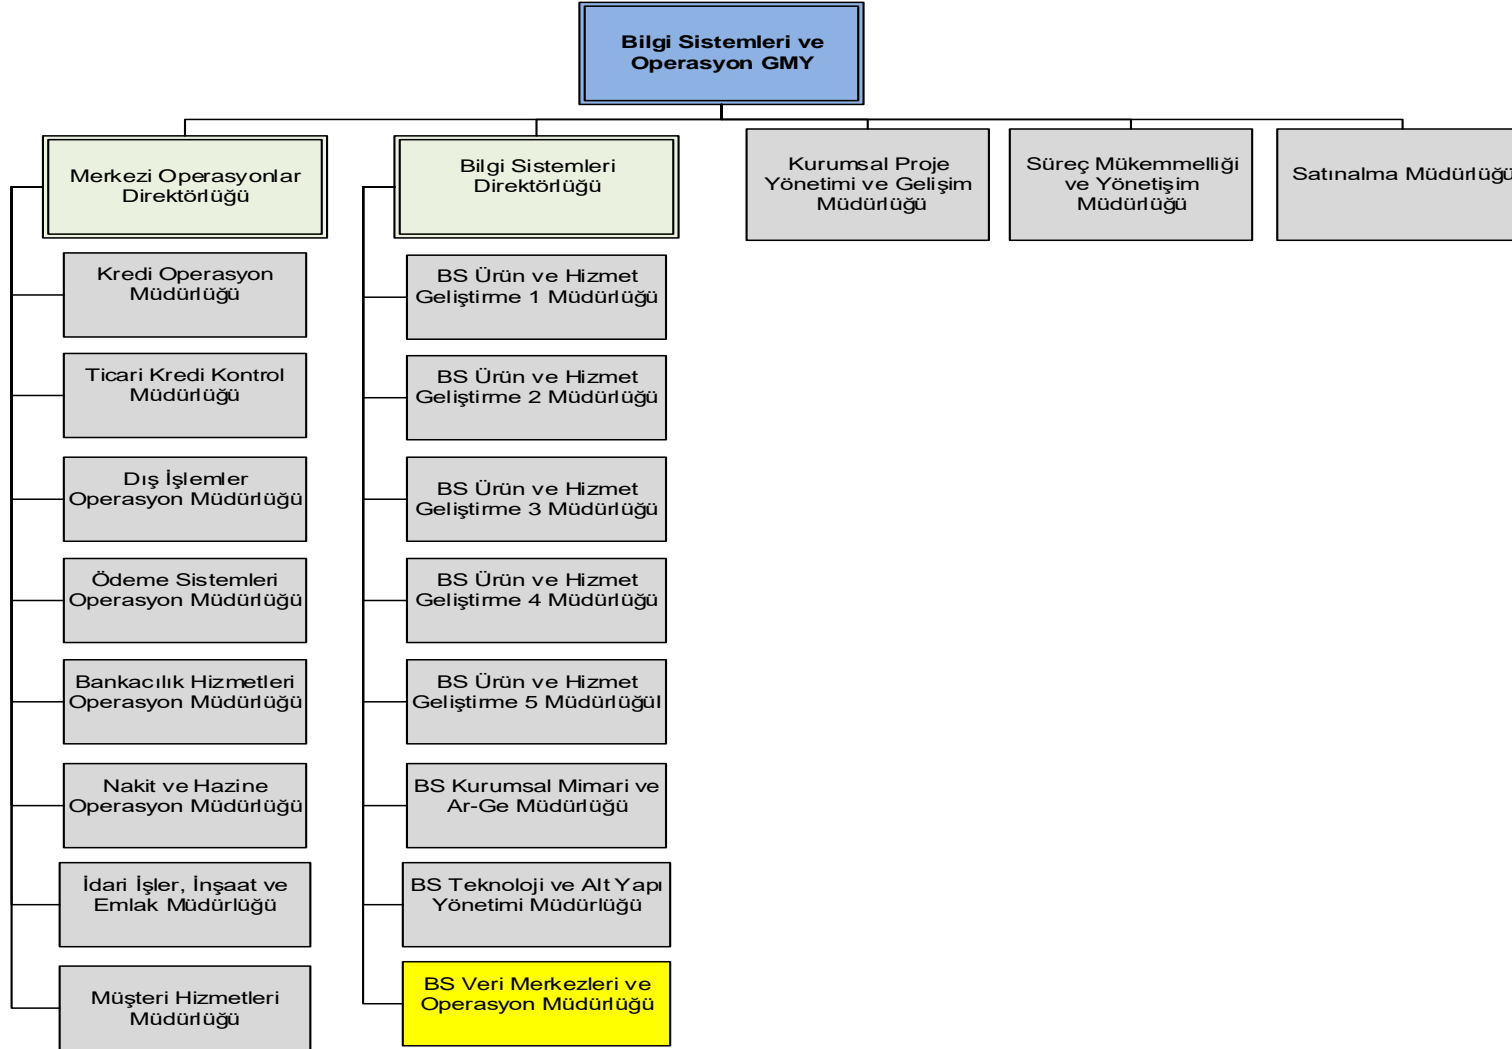 Bilgi Sistemleri ve
Operasyon GMY
Merkezi Operasyonlar
Direktörlüğü
Bilgi Sistemleri
Direktörlüğü
Kurumsal Proje
Yönetimi ve Gelişim
Müdürlüğü
Süreç Mükemmelliği
ve Yönetişim
Müdürlüğü
Satınalma Müdürlüğü
Kredi Operasyon
Müdürlüğü
Ticari Kredi Kontrol
Müdürlüğü
Dış İşlemler
Operasyon Müdürlüğü
Ödeme Sistemleri
Operasyon Müdürlüğü
Bankacılık Hizmetleri
Operasyon Müdürlüğü
Nakit ve Hazine
Operasyon Müdürlüğü
İdari İşler, İnşaat ve
Emlak Müdürlüğü
Müşteri Hizmetleri
Müdürlüğü
BS Ürün ve Hizmet
Geliştirme 1 Müdürlüğü
BS Ürün ve Hizmet
Geliştirme 2 Müdürlüğü
BS Ürün ve Hizmet
Geliştirme 3 Müdürlüğü
BS Ürün ve Hizmet
Geliştirme 4 Müdürlüğü
BS Ürün ve Hizmet
Geliştirme 5 Müdürlüğül
BS Kurumsal Mimari ve
Ar-Ge Müdürlüğü
BS Teknoloji ve Alt Yapı
Yönetimi Müdürlüğü
BS Veri Merkezleri ve
Operasyon Müdürlüğü